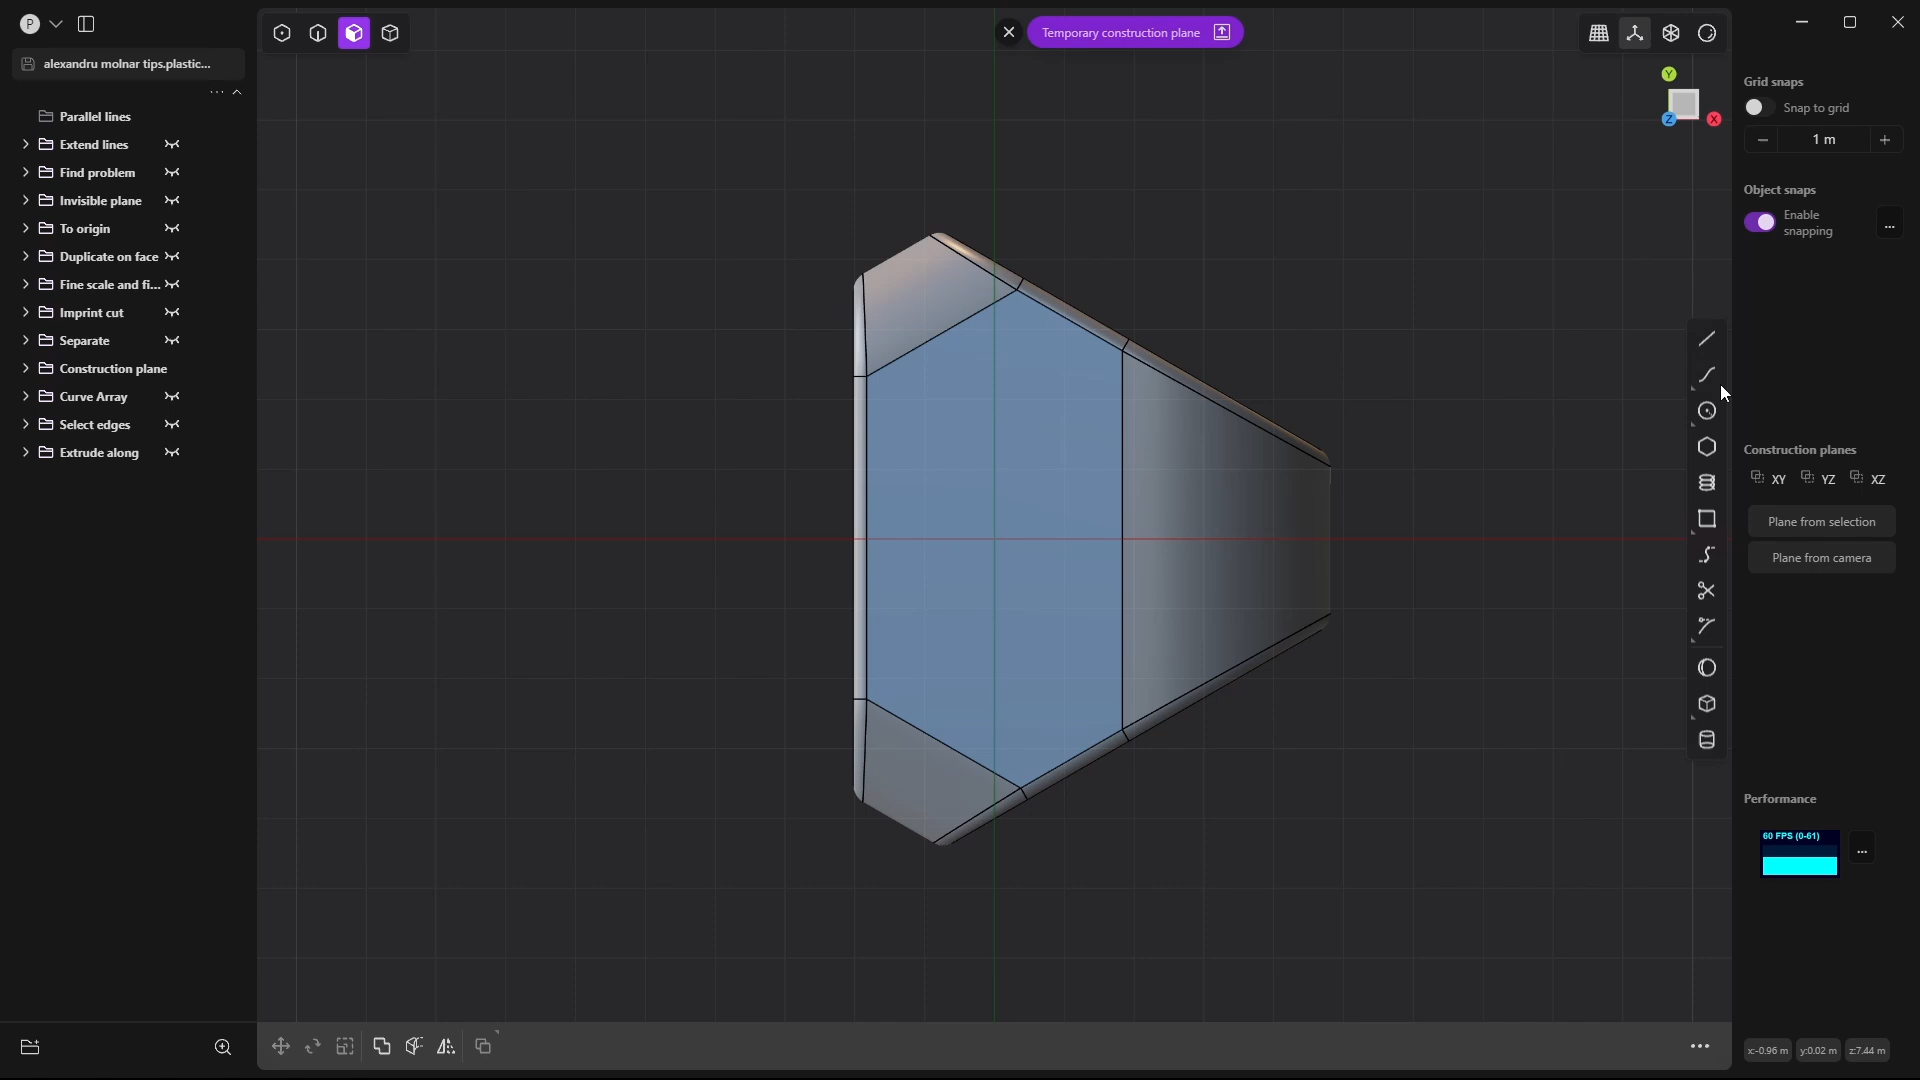 P
alexandru molnar tips.plastic...
...
Parallel lines
Extend lines
Find problem
Invisible plane
To origin
Duplicate on face
Fine scale and fi...
Imprint cut
Separate
Construction plane
Curve Array
Select edges
Extrude along
Temporary construction plane
Y
Z
X
Grid snaps
Snap to grid
1 m
Object snaps
Enable
snapping
...
Construction planes
XY YZ XZ
Plane from selection
Plane from camera
Performance
60 FPS (0-61)
...
x:-0.96 m y:0.02 m z:7.44 m